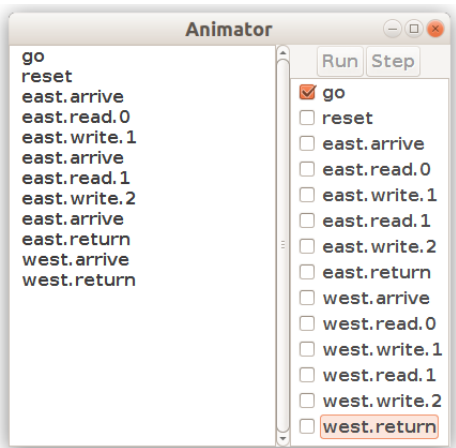 Animator
go
reset
east.arrive
east.read.0
east.write.1
east.arrive
east.read.1
east.write.2
east.arrive
east.return
west.arrive
west.return
Run Step
go
reset
east.arrive
east.read.0
east.write.1
east.read.1
east.write.2
east.return
west.arrive
west.read.0
west.write.1
west.read.1
west.write.2
west.return